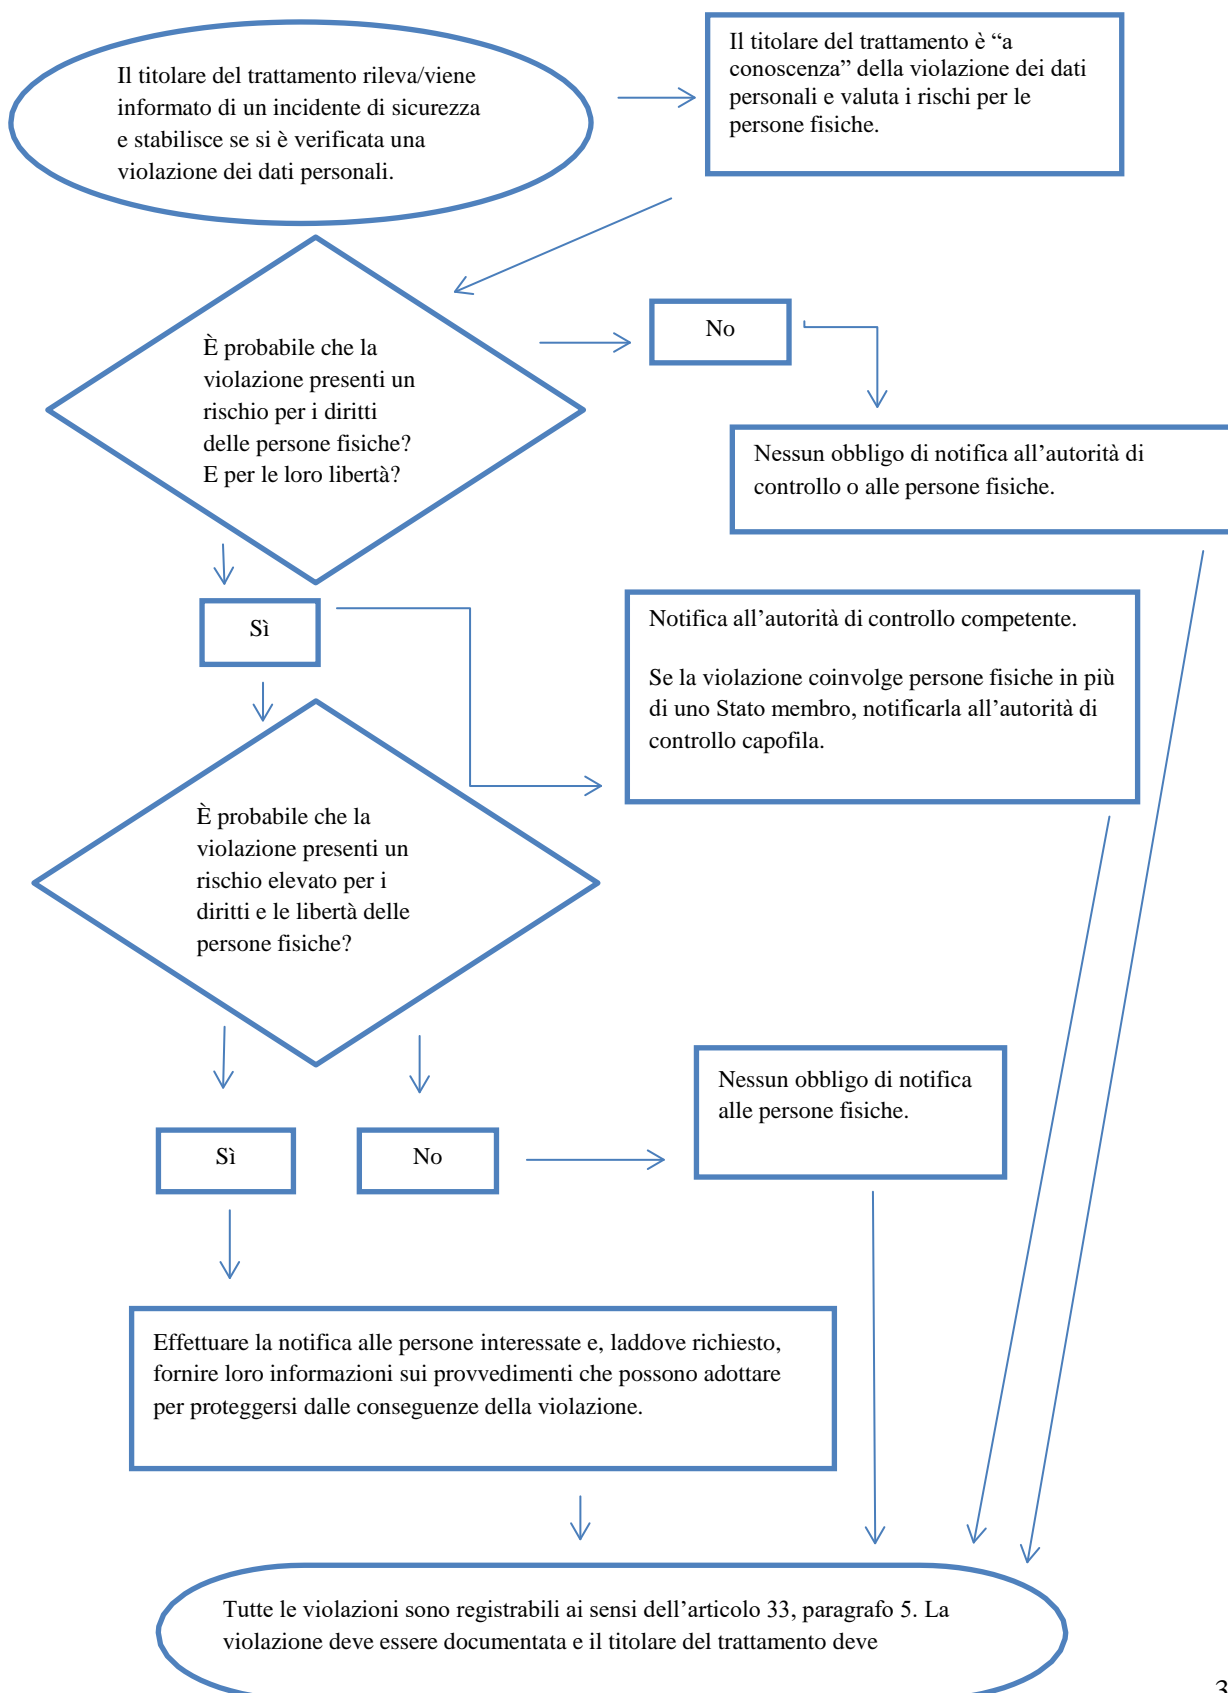 Il titolare del trattamento rileva/viene
informato di un incidente di sicurezza
e stabilisce se si è verificata una
violazione dei dati personali.
Il titolare del trattamento è “a
conoscenza” della violazione dei dati
personali e valuta i rischi per le
persone fisiche.
È probabile che la
violazione presenti un
rischio per i diritti
delle persone fisiche?
E per le loro libertà?
No
Nessun obbligo di notifica all’autorità di
controllo o alle persone fisiche.
Sì
Notifica all’autorità di controllo competente.
Se la violazione coinvolge persone fisiche in più
di uno Stato membro, notificarla all’autorità di
controllo capofila.
È probabile che la
violazione presenti un
rischio elevato per i
diritti e le libertà delle
persone fisiche?
Nessun obbligo di notifica
alle persone fisiche.
Sì
No
Effettuare la notifica alle persone interessate e, laddove richiesto,
fornire loro informazioni sui provvedimenti che possono adottare
per proteggersi dalle conseguenze della violazione.
Tutte le violazioni sono registrabili ai sensi dell’articolo 33, paragrafo 5. La
violazione deve essere documentata e il titolare del trattamento deve